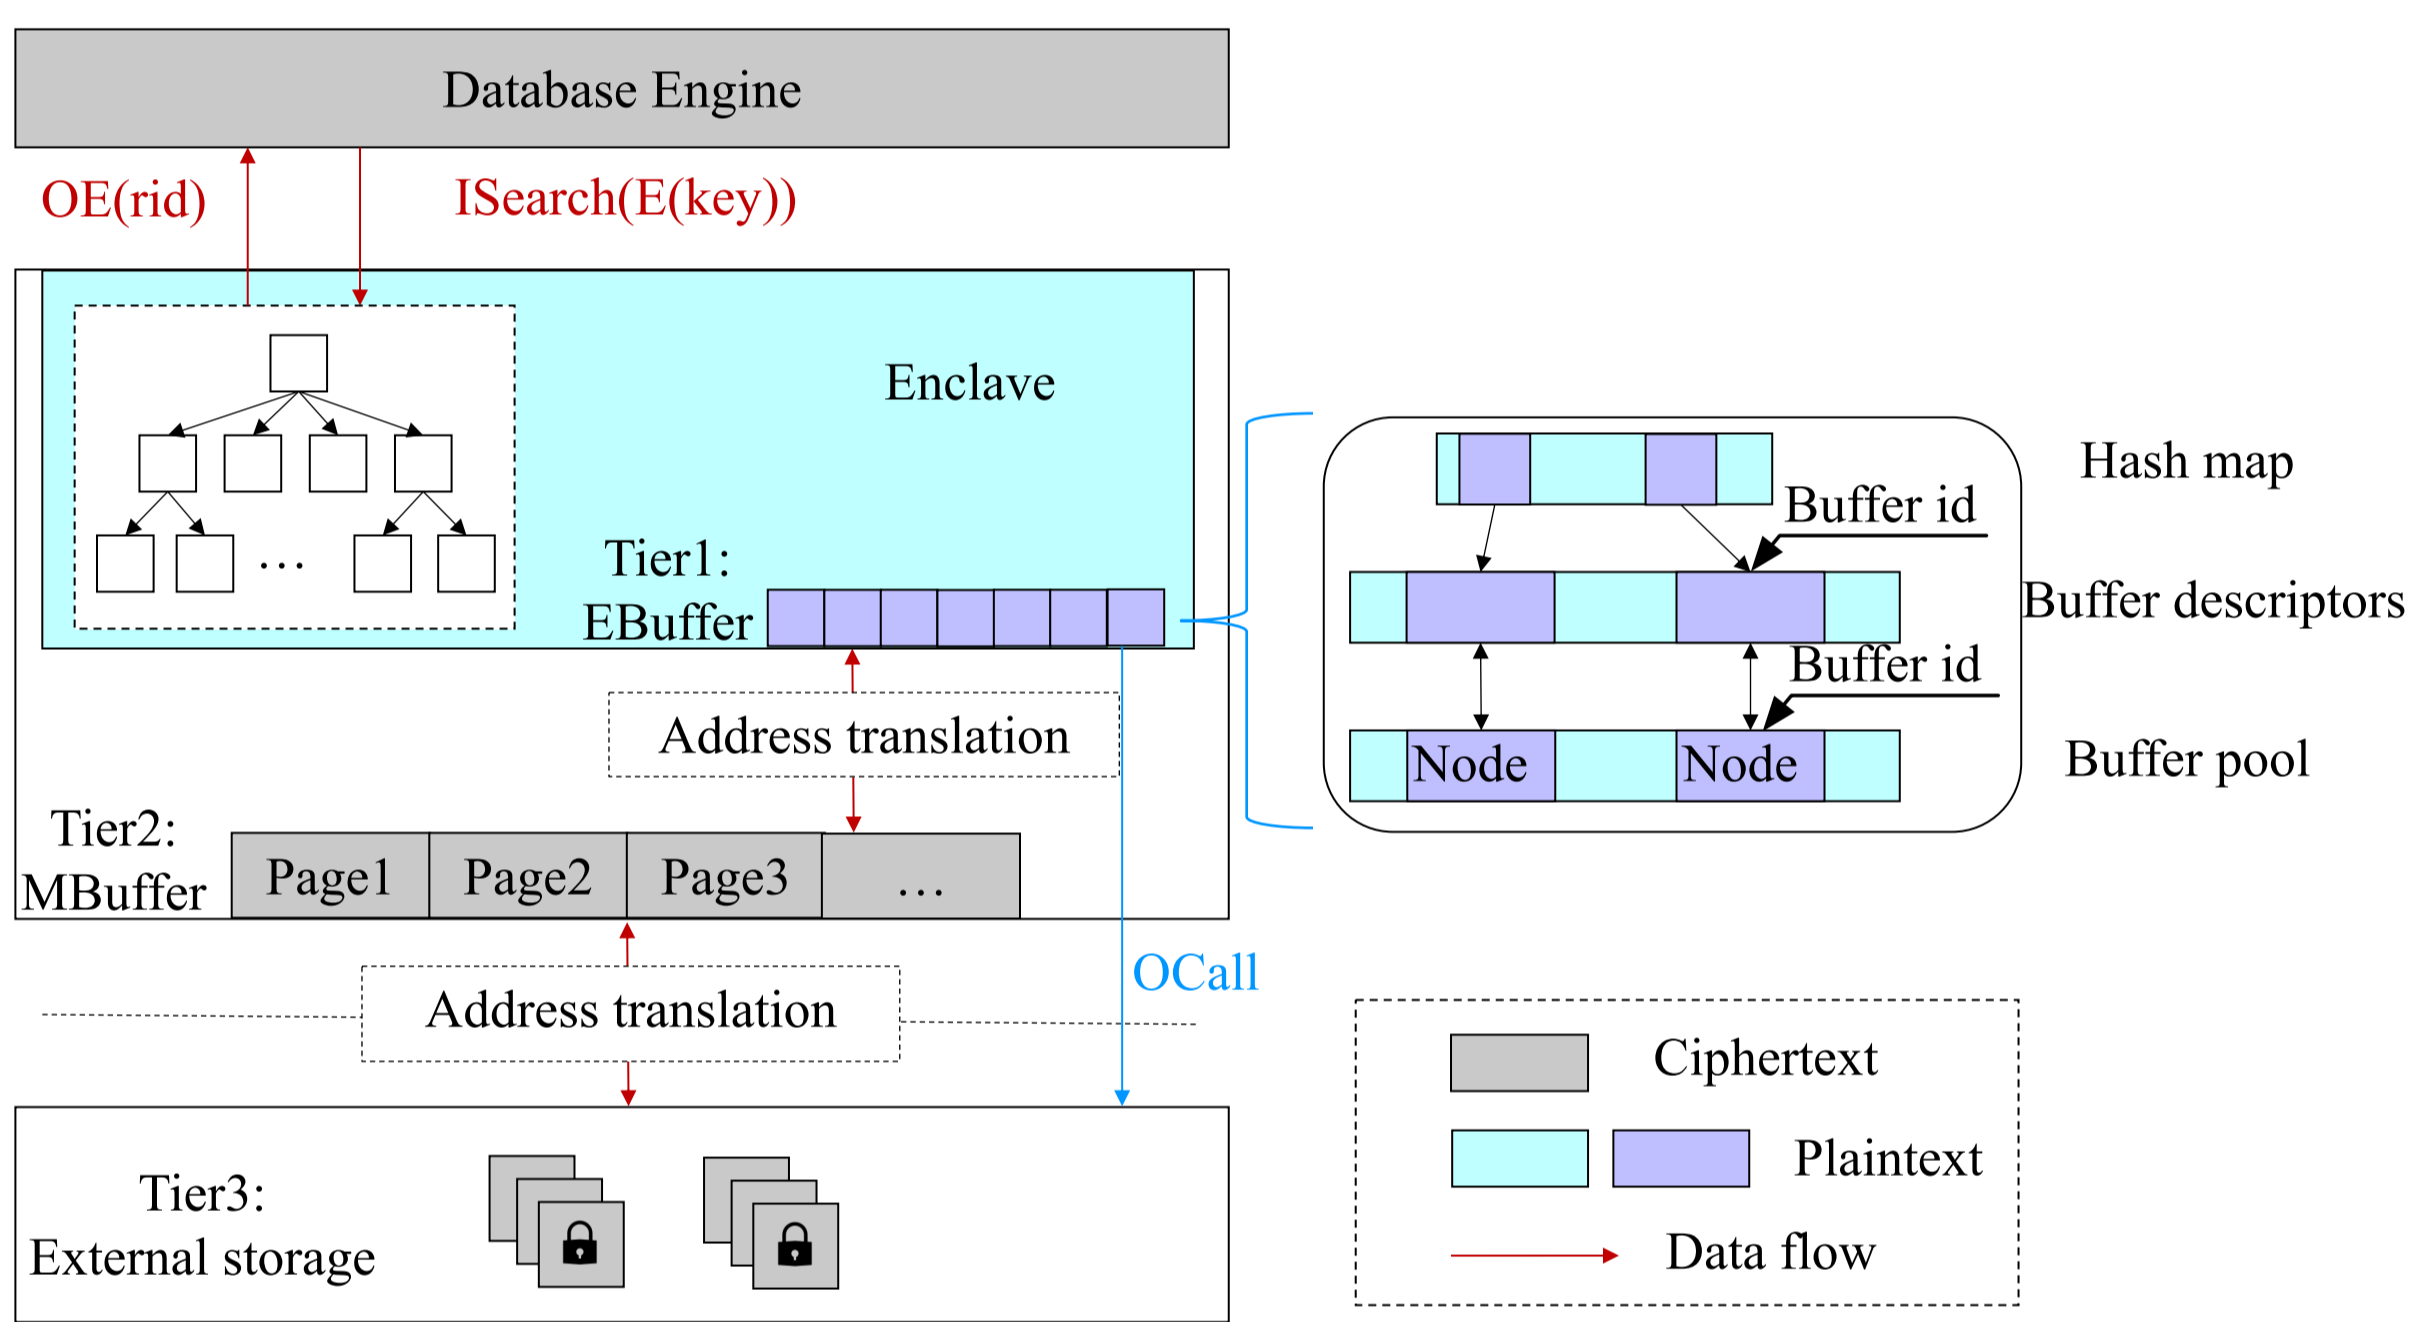 Database Engine
OE(rid)
ISearch(E(key))
Enclave
Tier1:
EBuffer
…
Address translation
Tier2:
MBuffer
Page1
Page2
Page3
…
Address translation
OCall
Tier3:
External storage
Hash map
Buffer id
Buffer descriptors
Buffer id
Node
Node
Buffer pool
Ciphertext
Plaintext
Data flow